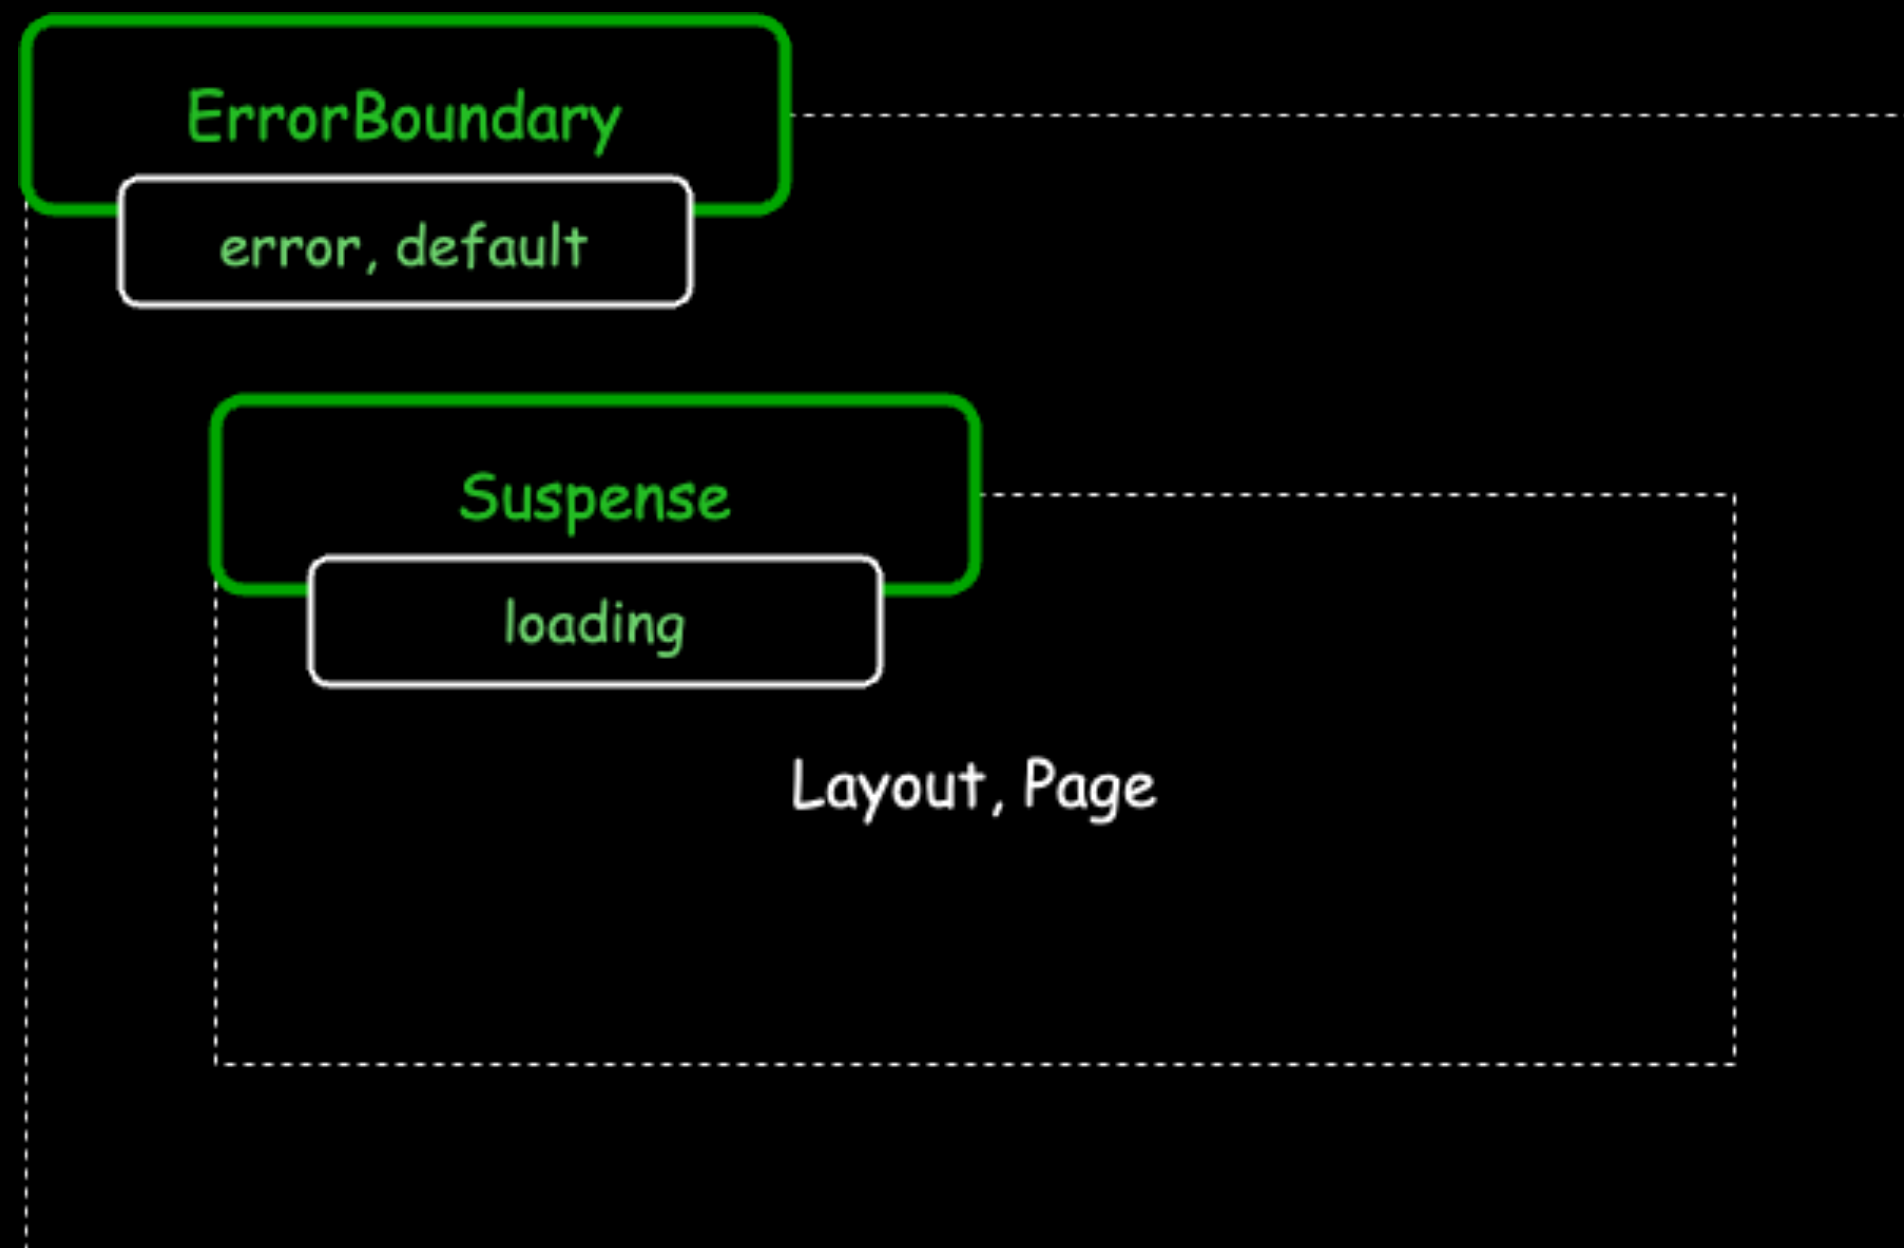 ErrorBoundary
error, default
Suspense
loading
Layout, Page